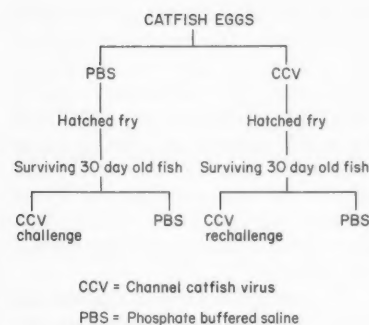 CATFISH EGGS
PBS CCV
Hatched fry Hatched fry
Surviving 30 day old fish Surviving 30 day old fish
CCV PBS CCV PBS
challenge rechallenge
CCV = Channel catfish virus
PBS = Phosphate buffered saline